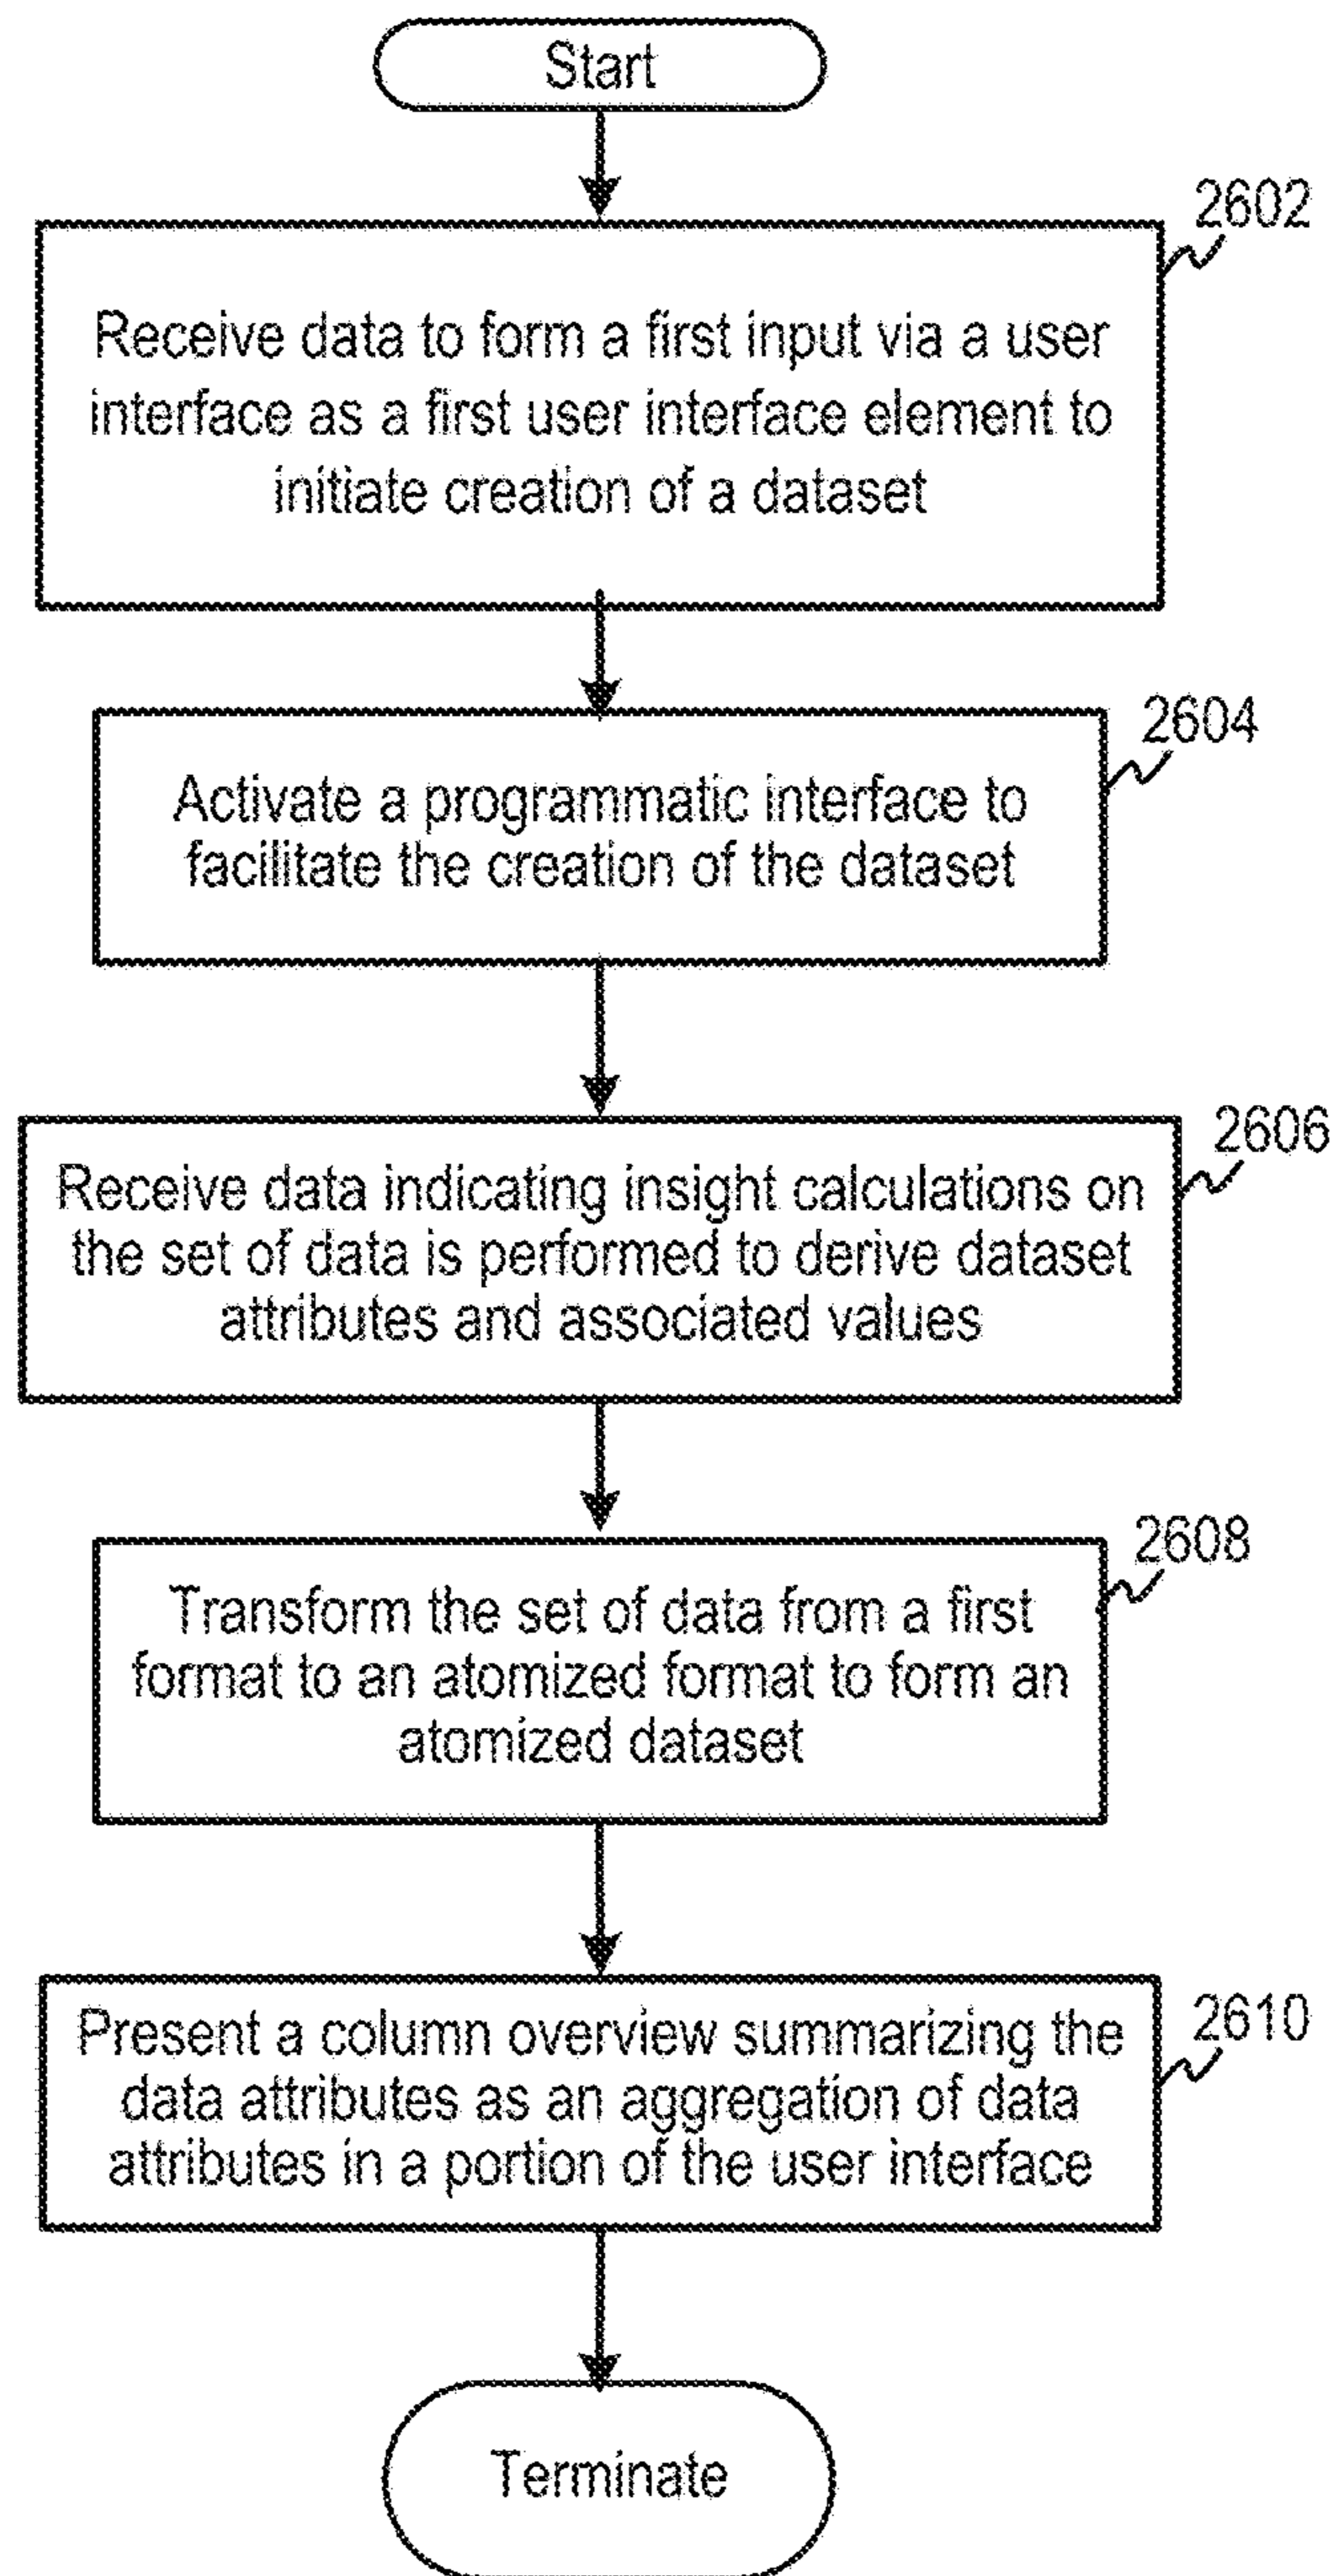 Start
2602
Receive data to form a first input via a user
interface as a first user interface element to
initiate creation of a dataset
2604
Activate a programmatic interface to
facilitate the creation of the dataset
2606
Receive data indicating insight calculations on
the set of data is performed to derive dataset
attributes and associated values
2608
Transform the set of data from a first
format to an atomized format to form an
atomized dataset
2610
Present a column overview summarizing the
data attributes as an aggregation of data
attributes in a portion of the user interface
Terminate